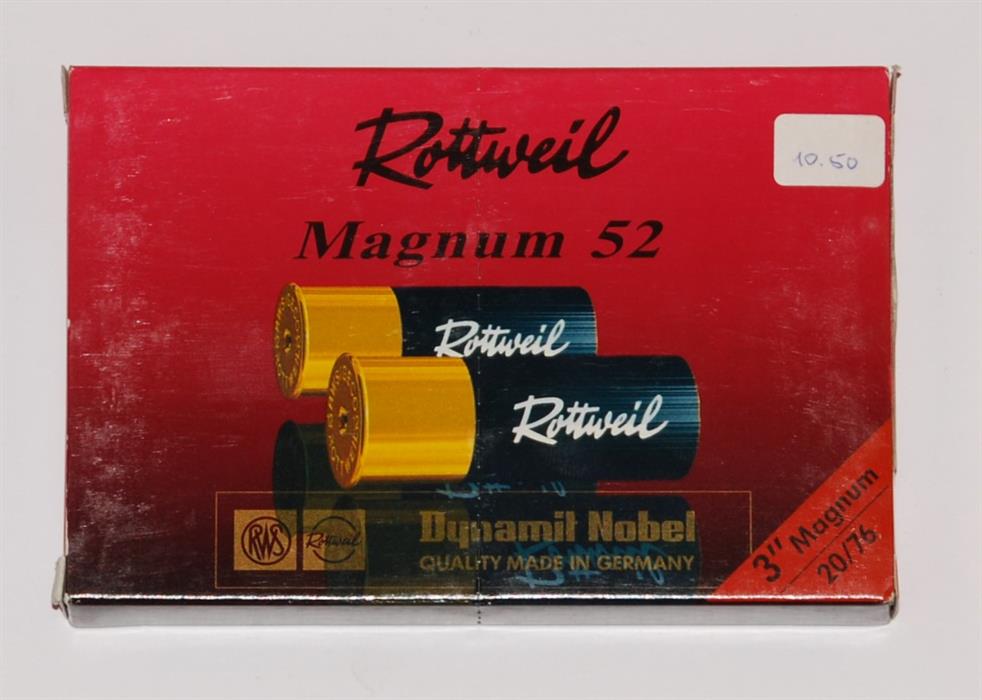 Rottweil
10.50
Magnum 52
Rottweil
Rottweil
RWS
Rottweil
Dynamit Nobel
QUALITY MADE IN GERMANY
3" Magnum
20/76